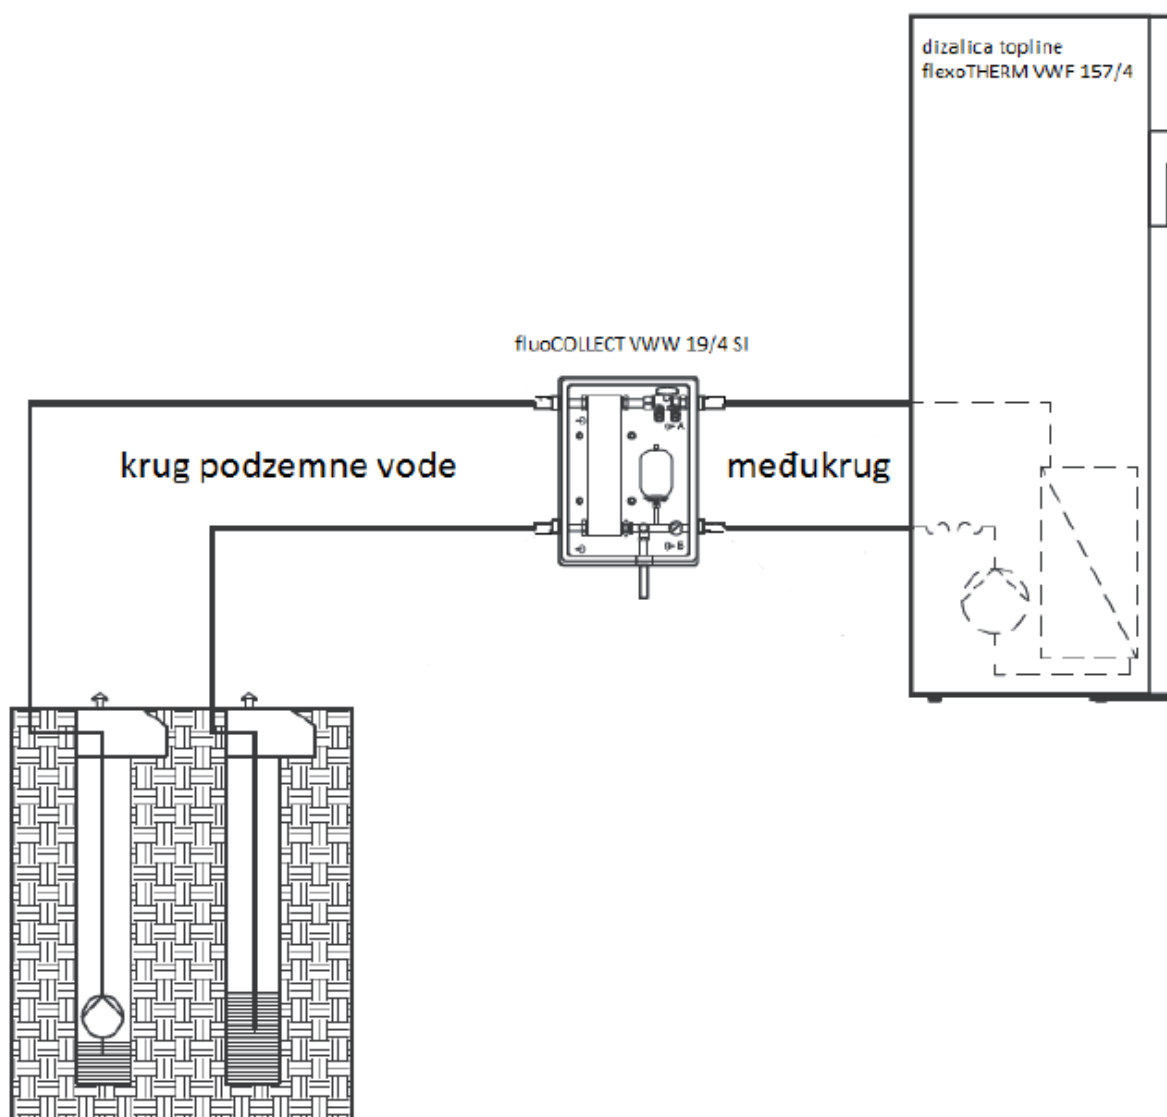 dizalica topline
flexoTHERM VWF 157/4
fluoCOLLECT VWW 19/4 SI
krug podzemne vode
međukrug
A
B